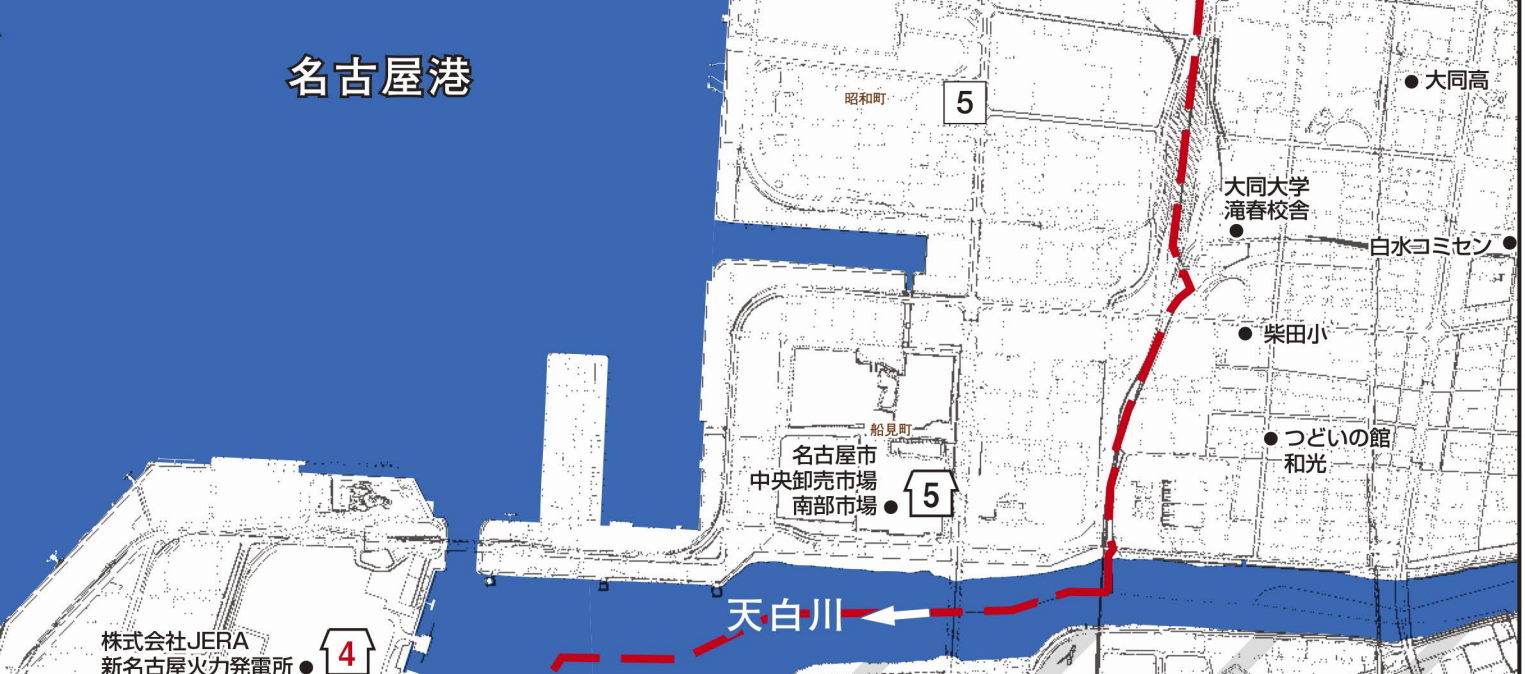 名古屋港
昭和町
5
大同高
大同大学
滝春校舎
白水コミセン
柴田小
船見町
名古屋市
中央卸売市場
南部市場
5
つどいの館
和光
天白川
株式会社JERA
新名古屋火力発電所
4